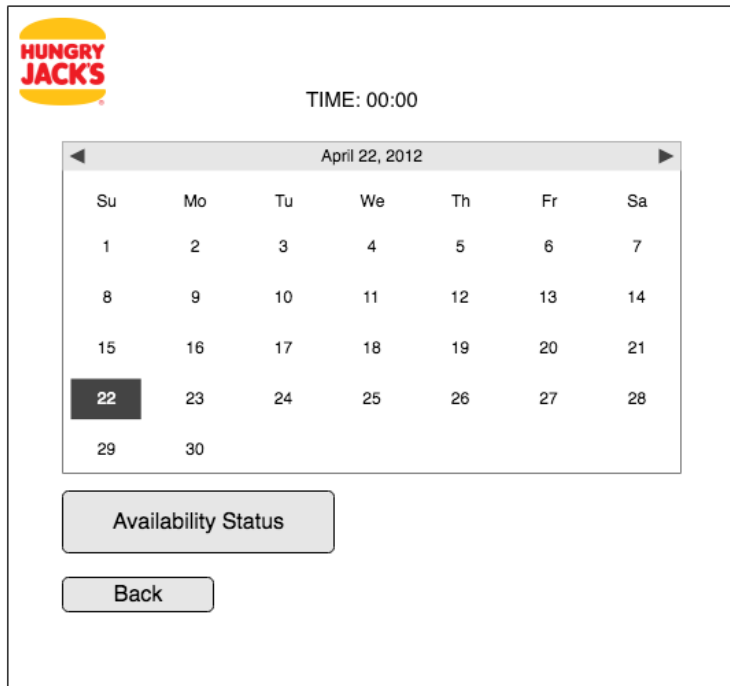 HUNGRY
JACK'S
®
TIME: 00:00
◀ April 22, 2012 ▶
Su Mo Tu We Th Fr Sa
1 2 3 4 5 6 7
8 9 10 11 12 13 14
15 16 17 18 19 20 21
22 23 24 25 26 27 28
29 30
Availability Status
Back